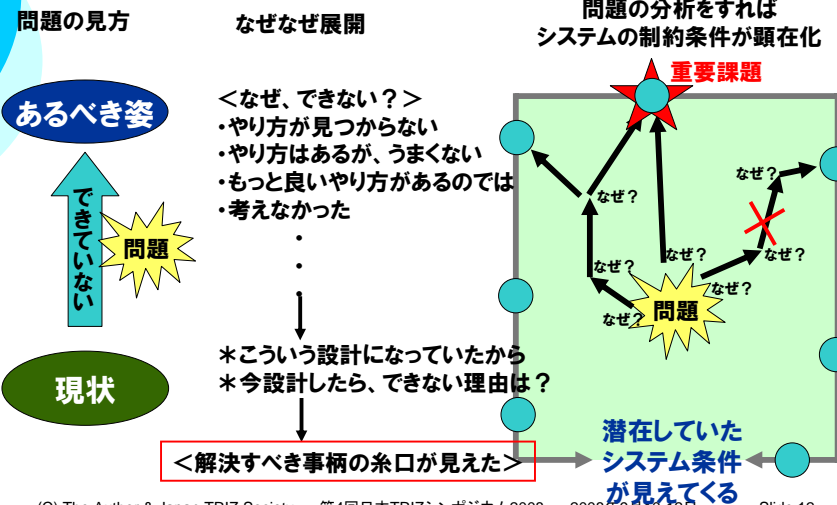 問題の見方
なぜなぜ展開
問題の分析をすれば
システムの制約条件が顕在化
あるべき姿
できていない
問題
現状
＜なぜ、できない？＞
・やり方が見つからない
・やり方はあるが、うまくない
・もっと良いやり方があるのでは
・考えなかった
・
・
・
＊こういう設計になっていたから
＊今設計したら、できない理由は？
＜解決すべき事柄の糸口が見えた＞
重要課題
なぜ？
なぜ？
なぜ？
なぜ？
なぜ？
なぜ？
なぜ？
問題
潜在していた
システム条件
が見えてくる